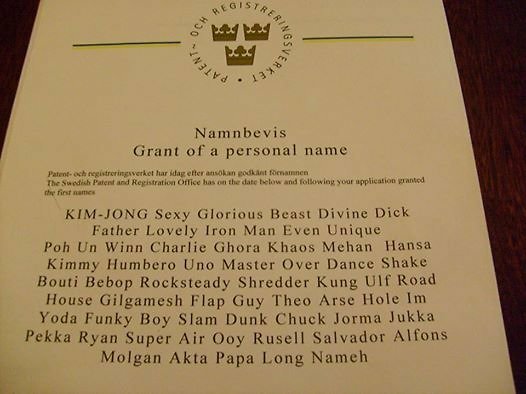 PATENT- OCH REGISTRERINGSVERKET
Namnbevis
Grant of a personal name
Patent- och registreringsverket har idag efter ansökan godkänt förnamnen
The Swedish Patent and Registration Office has on the date below and following your application granted
the first names
KIM-JONG Sexy Glorious Beast Divine Dick
Father Lovely Iron Man Even Unique
Poh Un Winn Charlie Ghora Khaos Mehan Hansa
Kimmy Humbero Uno Master Over Dance Shake
Bouti Bebop Rocksteady Shredder Kung Ulf Road
House Gilgamesh Flap Guy Theo Arse Hole Im
Yoda Funky Boy Slam Dunk Chuck Jorma Jukka
Pekka Ryan Super Air Ooy Rusell Salvador Alfons
Molgan Akta Papa Long Nameh